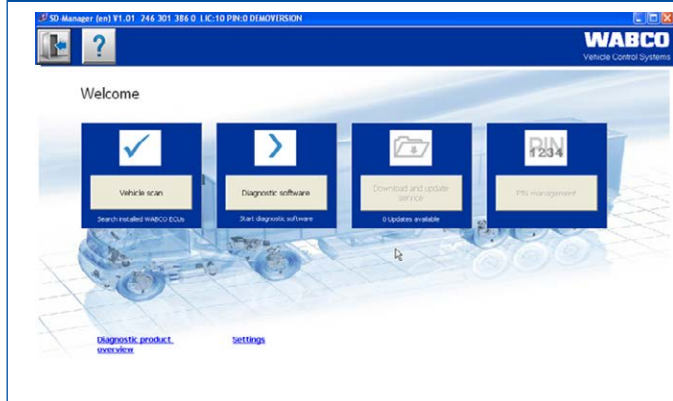 SD-Manager (en) V1.01 246 301 386 0 LIC:10 PIN:0 DEMOVERSION
?
WABCO
Vehicle Control Systems
Welcome
PIN
1234
Vehicle scan
Diagnostic software
Download and update
service
PIN management
Search installed WABCO ECUs
Start diagnostic software
0 Updates available
Diagnostic product
overview
Settings